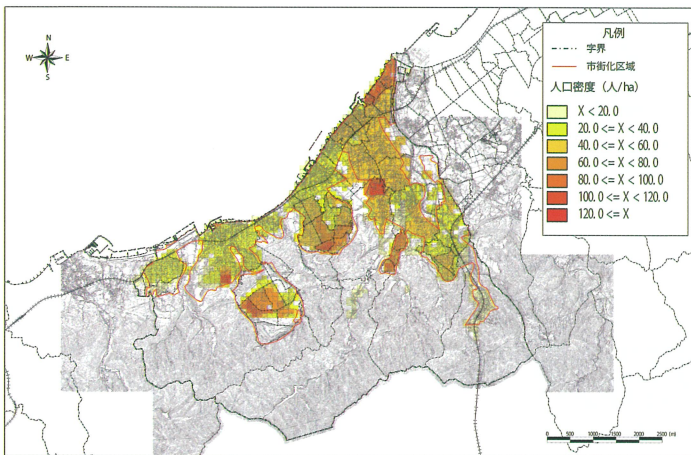 N
W E
S
凡例
字界
市街化区域
人口密度 (人/ha)
X < 20.0
20.0 <= X < 40.0
40.0 <= X < 60.0
60.0 <= X < 80.0
80.0 <= X < 100.0
100.0 <= X < 120.0
120.0 <= X
0 500 1000 1500 2000 2500 (m)